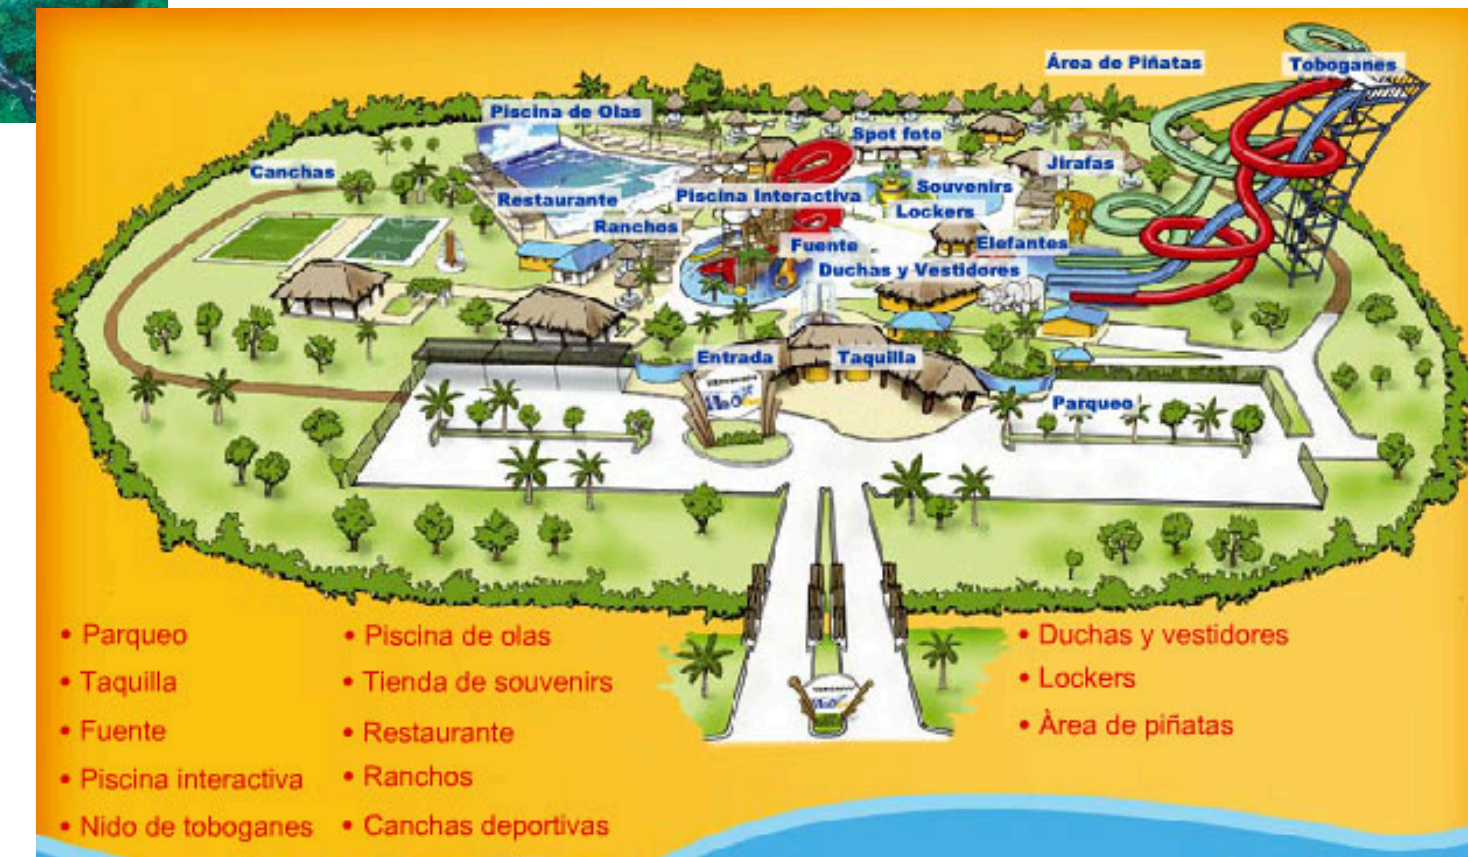 Área de Piñatas
Toboganes
Piscina de Olas
Spot foto
Canchas
Jirafas
Restaurante
Piscina Interactiva
Souvenirs
Lockers
Ranchos
Fuente
Elefantes
Duchas y Vestidores
Entrada
Taquilla
Parqueo
• Parqueo
• Taquilla
• Fuente
• Piscina interactiva
• Nido de toboganes
• Piscina de olas
• Tienda de souvenirs
• Restaurante
• Ranchos
• Canchas deportivas
• Duchas y vestidores
• Lockers
• Àrea de piñatas